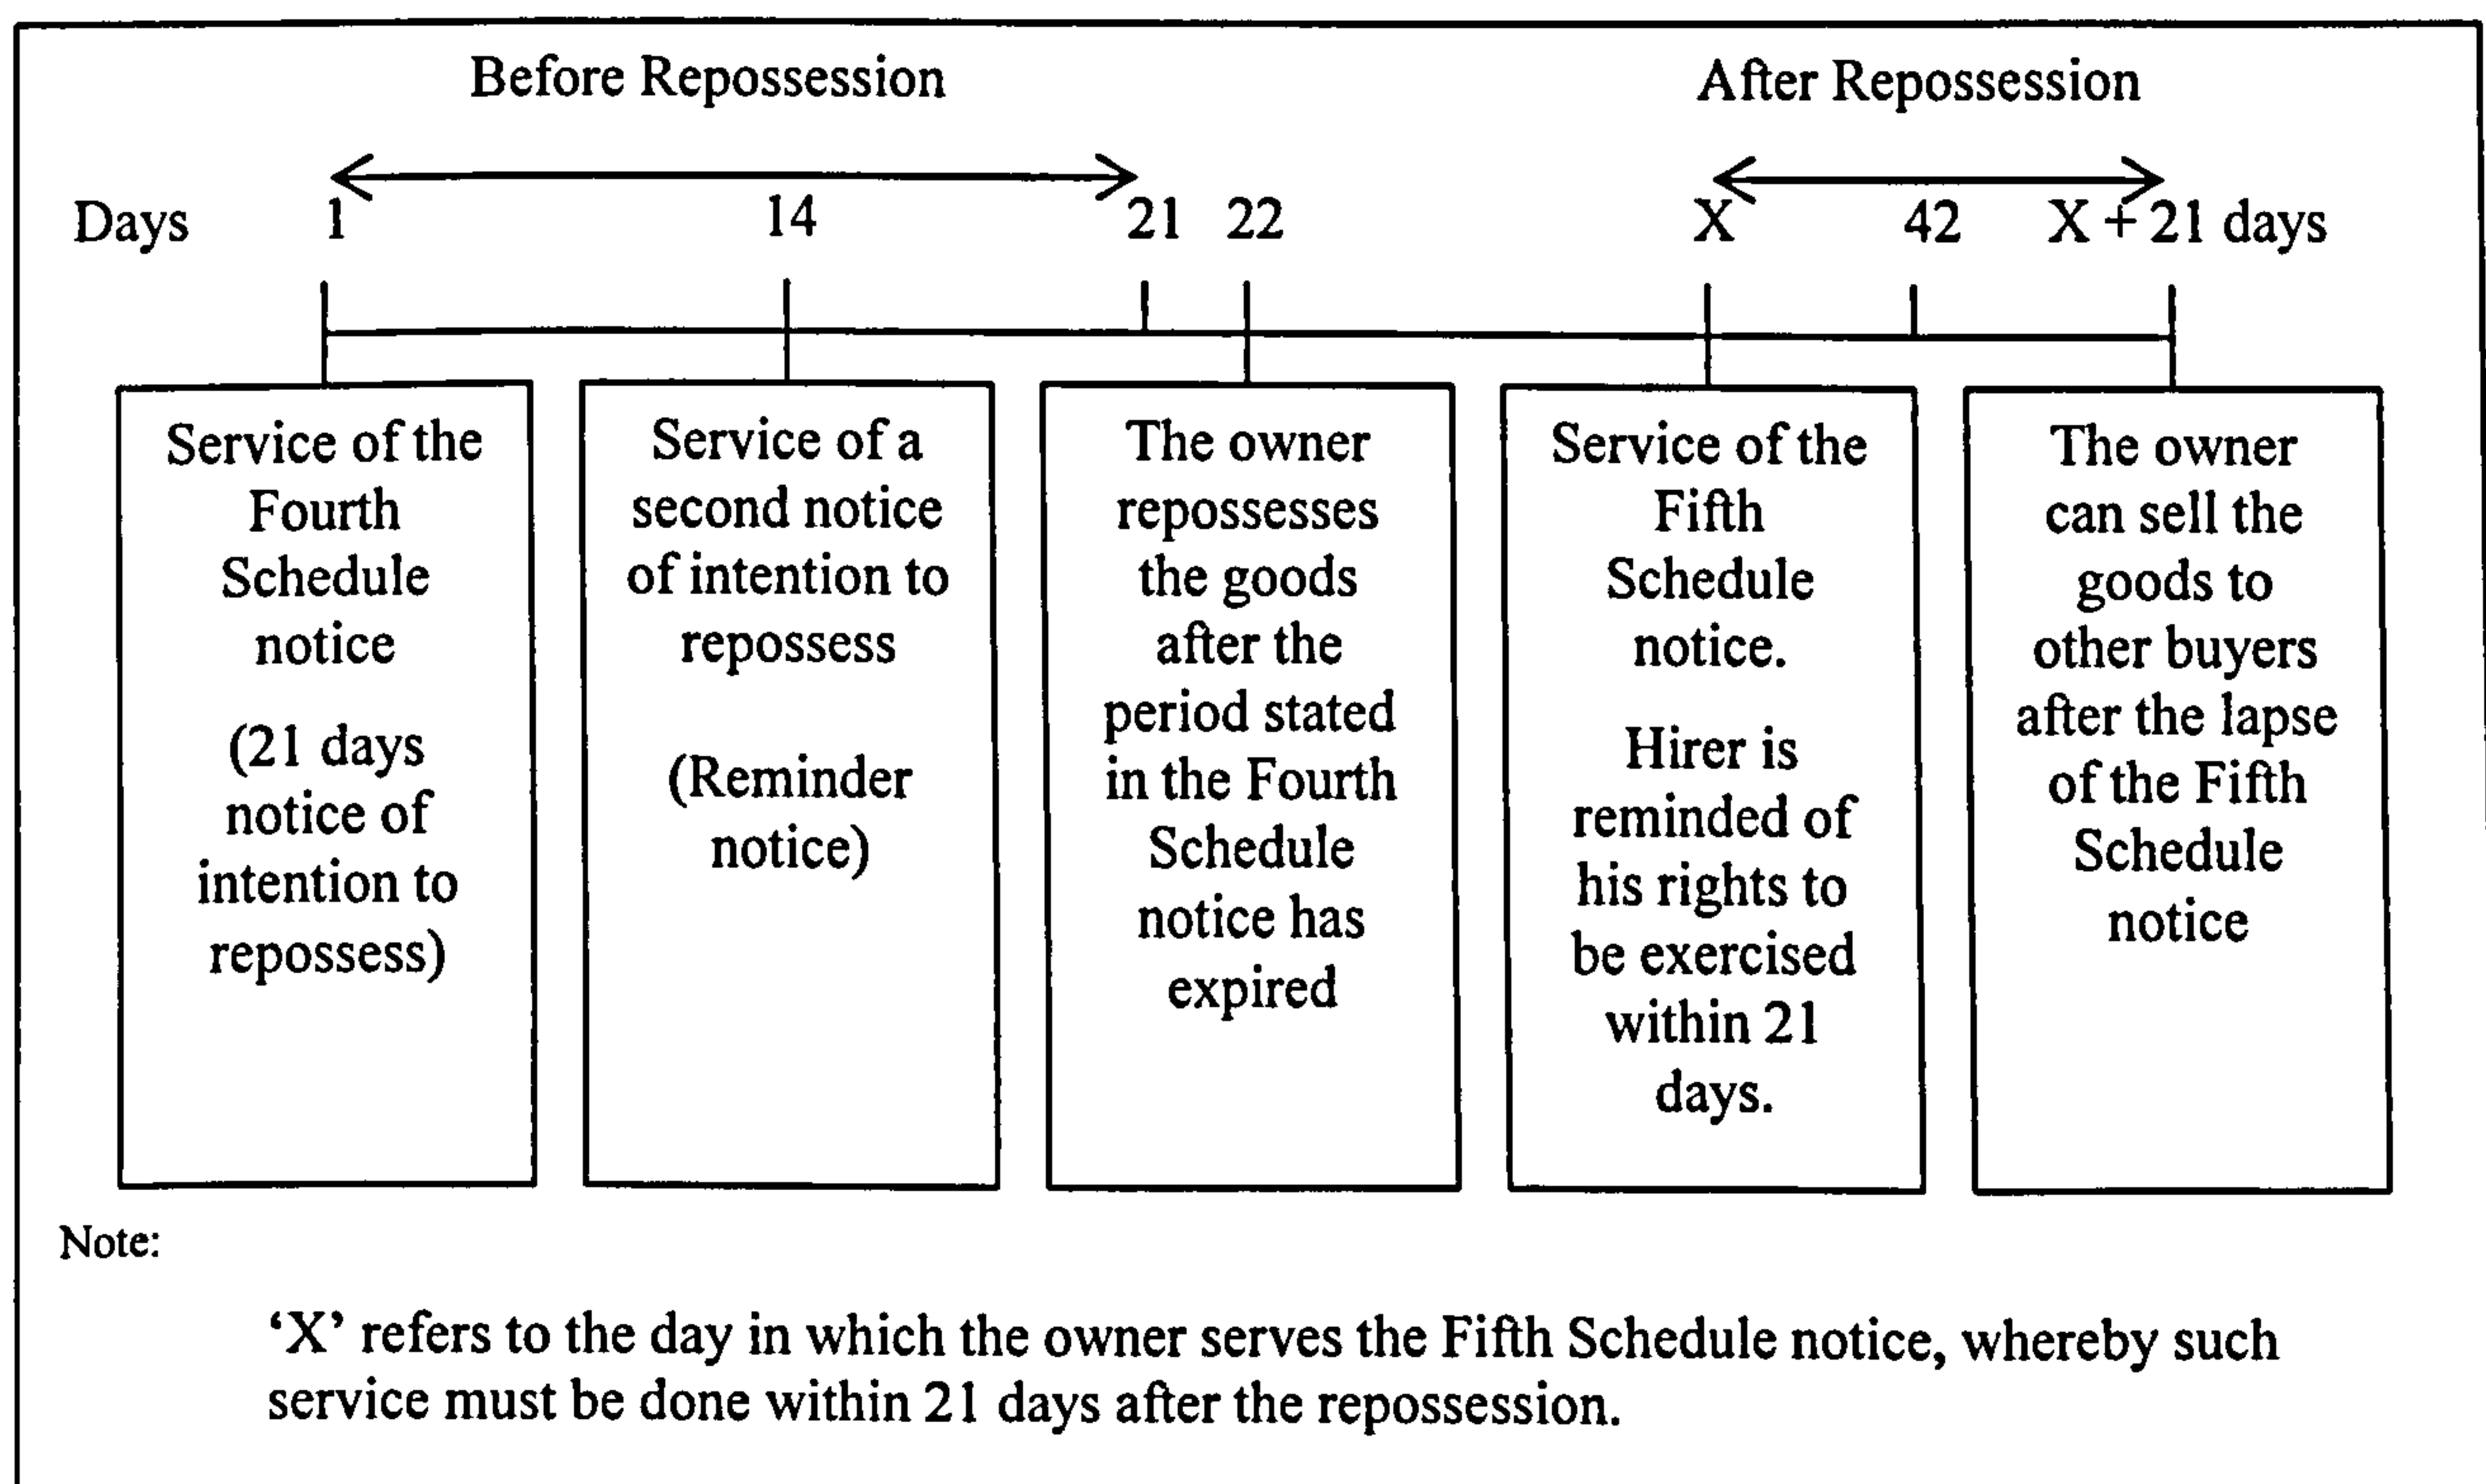 Before Repossession
After Repossession
Days 1 14 21 22 X 42 X + 21 days
Service of the
Fourth
Schedule
notice
(21 days
notice of
intention to
repossess)
Service of a
second notice
of intention to
repossess
(Reminder
notice)
The owner
repossesses
the goods
after the
period stated
in the Fourth
Schedule
notice has
expired
Service of the
Fifth
Schedule
notice.
Hirer is
reminded of
his rights to
be exercised
within 21
days.
The owner
can sell the
goods to
other buyers
after the lapse
of the Fifth
Schedule
notice
Note:
‘X’ refers to the day in which the owner serves the Fifth Schedule notice, whereby such
service must be done within 21 days after the repossession.